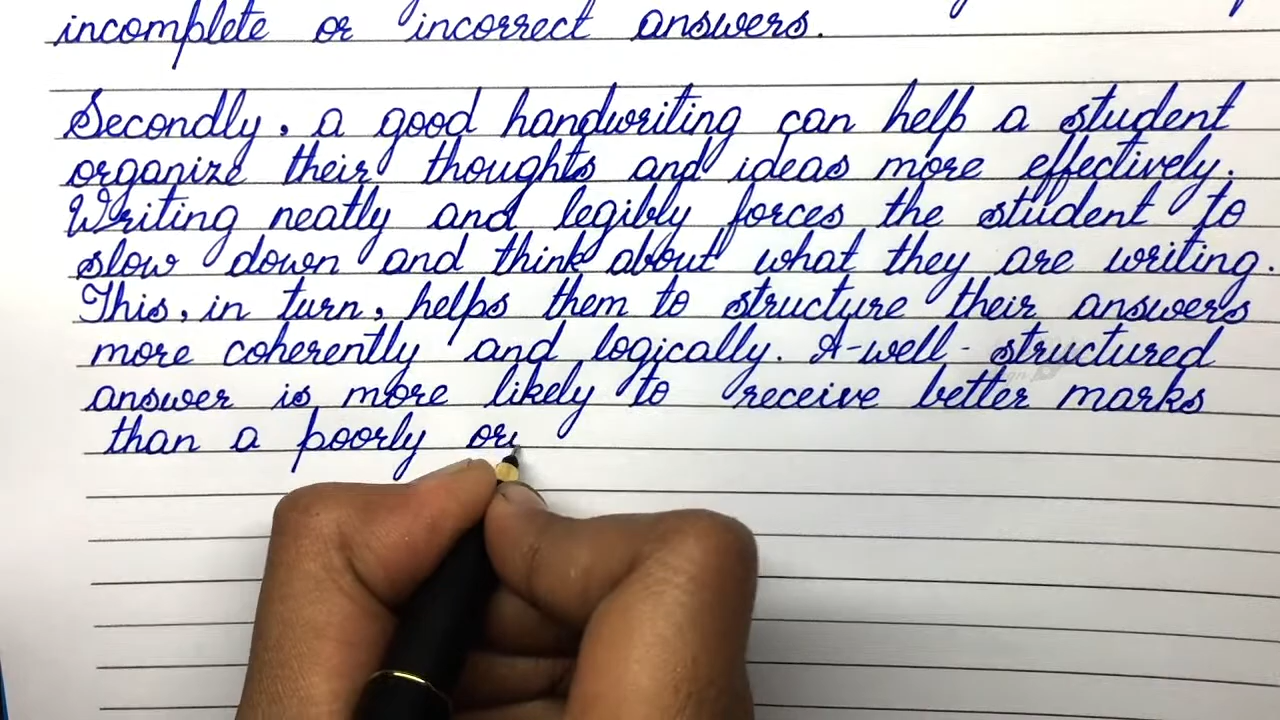 incomplete or incorrect answers.
Secondly, a good handwriting can help a student
organize their thoughts and ideas more effectively.
Writing neatly and legibly forces the student to
slow down and think about what they are writing.
This, in turn, helps them to structure their answers
more coherently and logically. A-well-structured
answer is more likely to receive better marks
than a poorly or